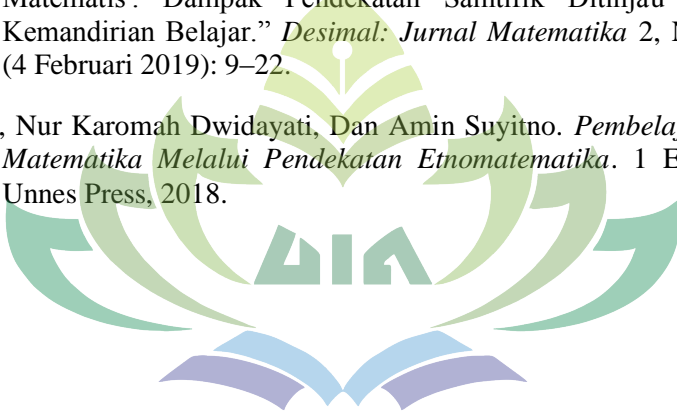 Matematis: Dampak Pendekatan Saintifik Ditinjau
Kemandirian Belajar.” Desimal: Jurnal Matematika 2,
(4 Februari 2019): 9–22.
, Nur Karomah Dwidayati, Dan Amin Suyitno. Pembelaj
Matematika Melalui Pendekatan Etnomatematika. 1 E
Unnes Press, 2018.
UIN